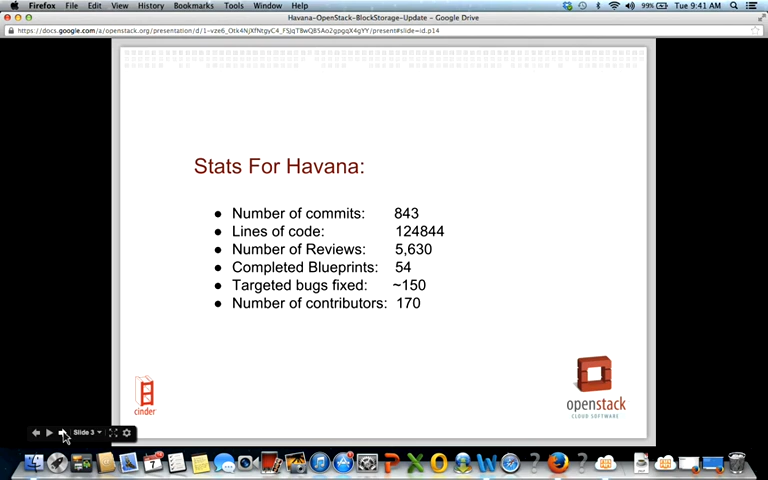 Firefox File Edit View History Bookmarks Tools Window Help 99% Tue 9:41 AM
Havana-OpenStack-BlockStorage-Update - Google Drive
Stats For Havana:
● Number of commits: 843
● Lines of code: 124844
● Number of Reviews: 5,630
● Completed Blueprints: 54
● Targeted bugs fixed: ~150
● Number of contributors: 170
cinder
openstack
CLOUD SOFTWARE
Slide 3
7